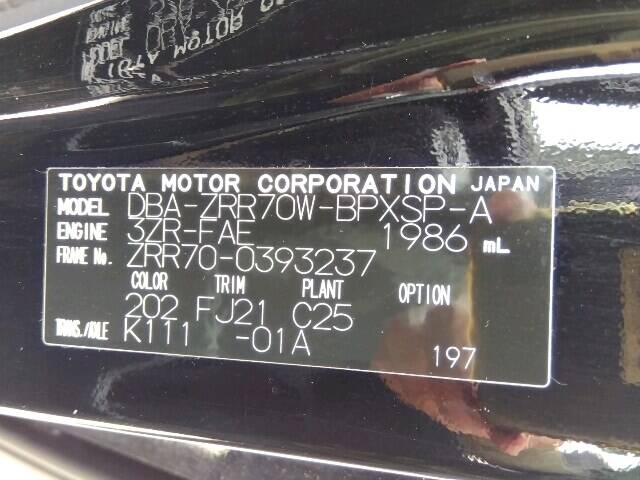 TOYOTA MOTOR CORPORATION JAPAN
MODEL DBA-ZRR70W-BPXSP-A
ENGINE 3ZR-FAE 1986 mL
FRAME No. ZRR70-0393237
COLOR TRIM PLANT OPTION
202 FJ21 C25
TRANS./AXLE K111 -01A
197